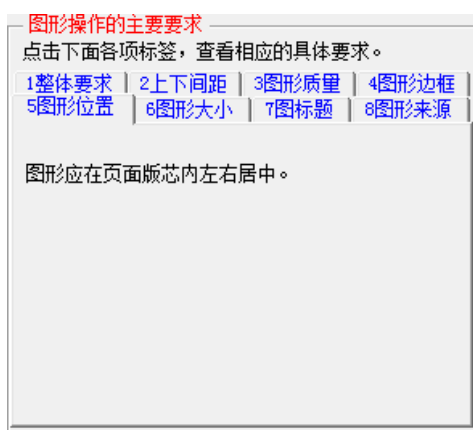 图形操作的主要要求
点击下面各项标签，查看相应的具体要求。
1整体要求 2上下间距 3图形质量 4图形边框
5图形位置 6图形大小 7图标题 8图形来源
图形应在页面版芯内左右居中。